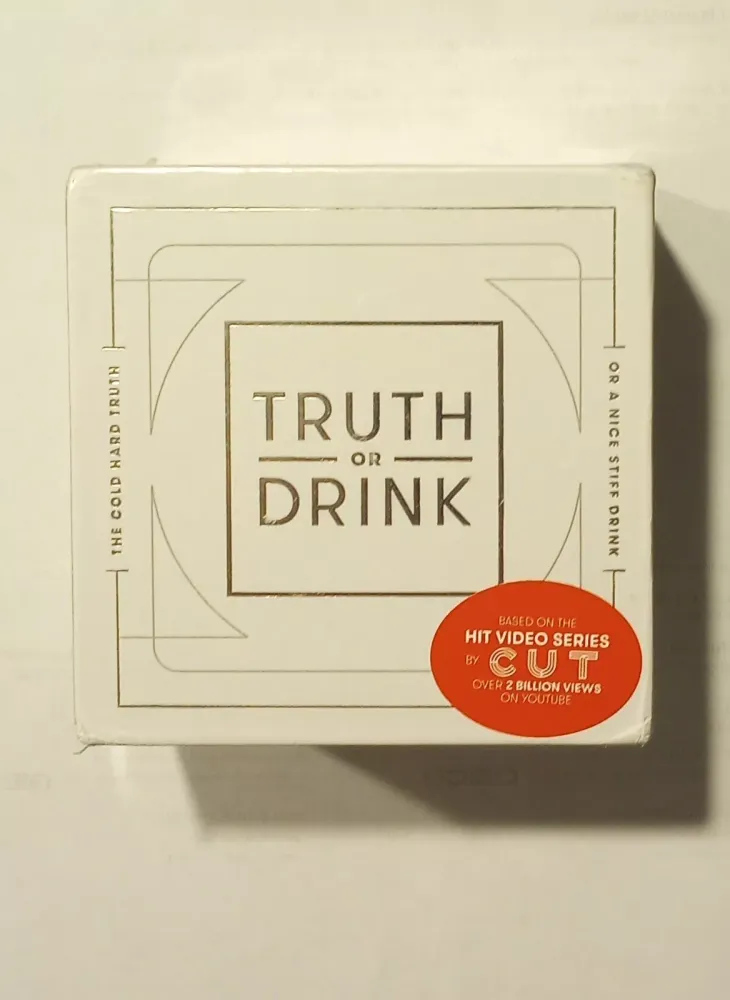 THE COLD HARD TRUTH
TRUTH
OR
DRINK
OR A NICE STIFF DRINK
BASED ON THE
HIT VIDEO SERIES
BY CUT
OVER 2 BILLION VIEWS
ON YOUTUBE